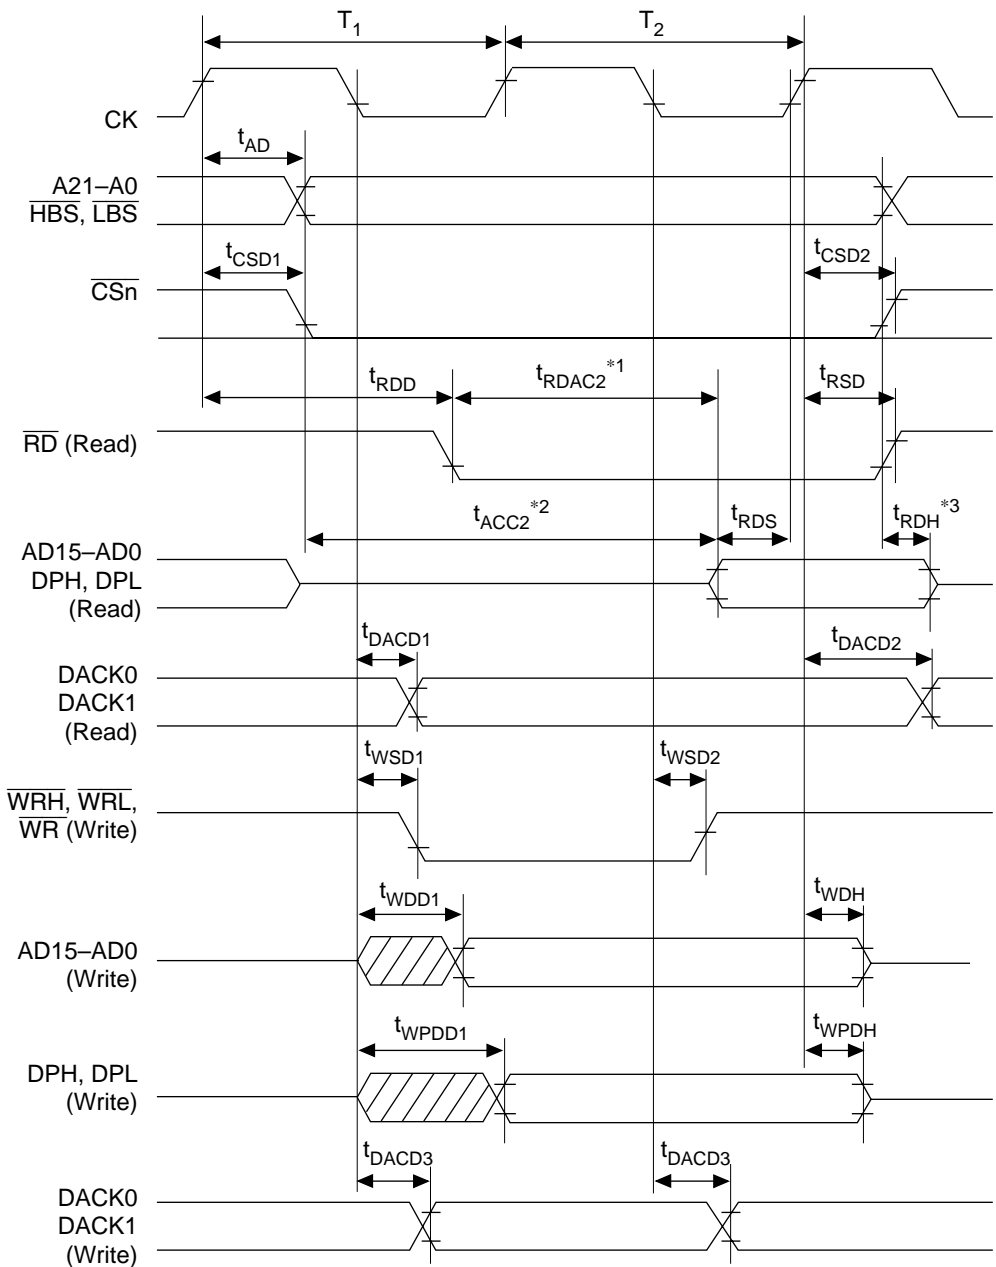 T1 T2
CK
tAD
A21–A0
HBS, LBS
tCSD1 tCSD2
CSn
tRDD tRDAC2*1 tRSD
RD (Read)
tACC2*2 tRDS tRDH*3
AD15–AD0
DPH, DPL
(Read)
tDACD1 tDACD2
DACK0
DACK1
(Read)
tWSD1 tWSD2
WRH, WRL,
WR (Write)
tWDD1 tWDH
AD15–AD0
(Write)
tWPDD1 tWPDH
DPH, DPL
(Write)
tDACD3 tDACD3
DACK0
DACK1
(Write)